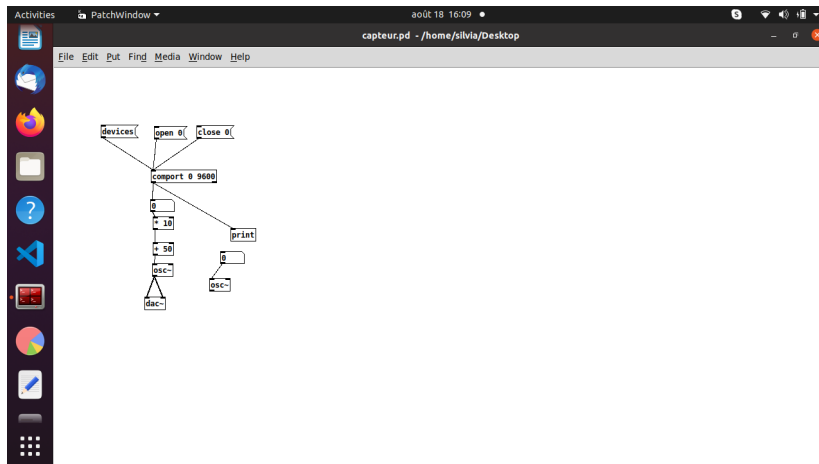 Activities PatchWindow août 18 16:09
capteur.pd - /home/silvia/Desktop
File Edit Put Find Media Window Help
devices open 0 close 0
comport 0 9600
0
* 10
print
+ 50
0
osc~
osc~
dac~